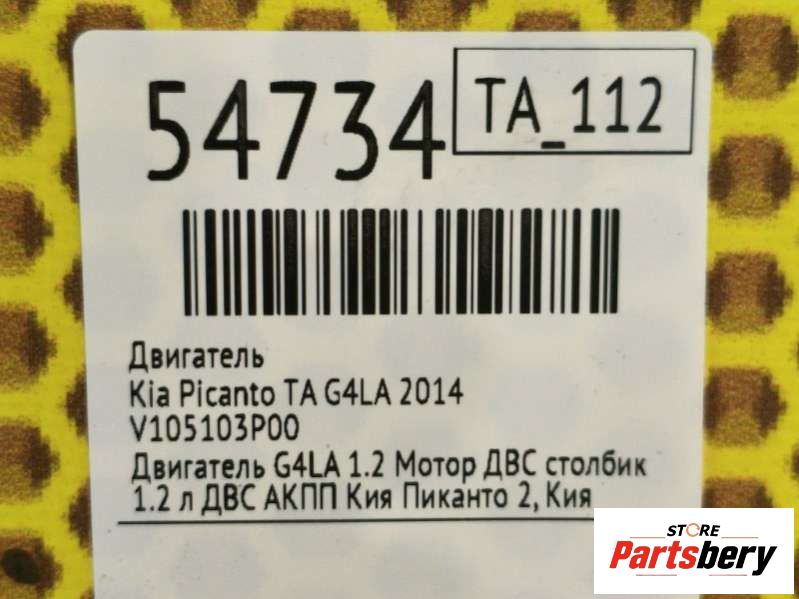 54734
TA_112
Двигатель
Kia Picanto TA G4LA 2014
V105103P00
Двигатель G4LA 1.2 Мотор ДВС столбик
1.2 л ДВС АКПП Кия Пиканто 2, Кия
STORE
Partsbery